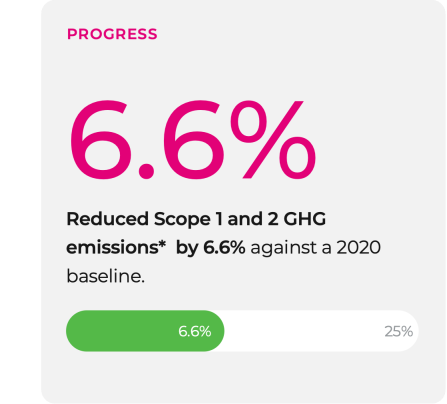 PROGRESS
6.6%
Reduced Scope 1 and 2 GHG
emissions*  by 6.6% against a 2020
baseline.
6.6%
25%